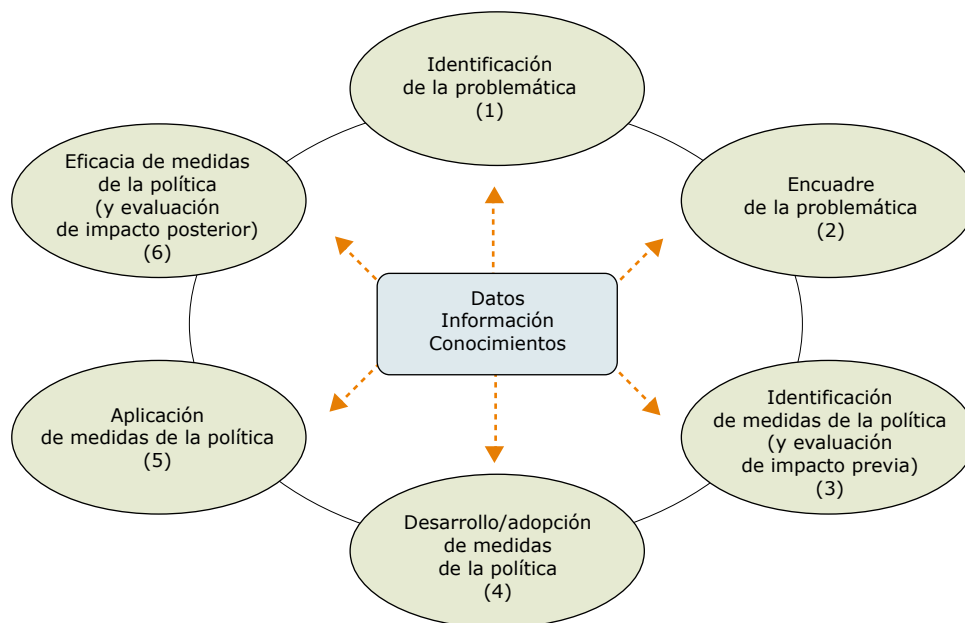 Identificación
de la problemática
(1)
Encuadre
de la problemática
(2)
Identificación
de medidas de la política
(y evaluación
de impacto previa)
(3)
Desarrollo/adopción
de medidas
de la política
(4)
Aplicación
de medidas de la política
(5)
Eficacia de medidas
de la política
(y evaluación
de impacto posterior)
(6)
Datos
Información
Conocimientos